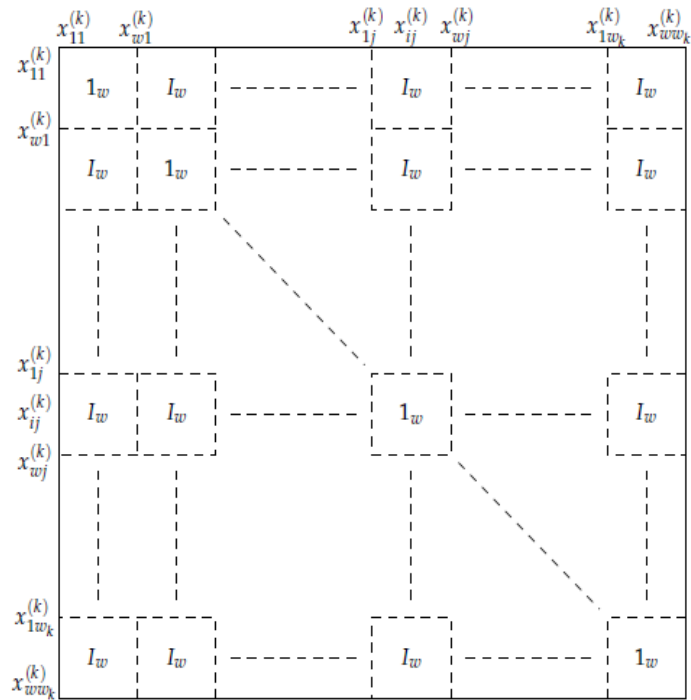 x_{11}^{(k)} x_{w1}^{(k)} x_{1j}^{(k)} x_{ij}^{(k)} x_{wj}^{(k)} x_{1w_k}^{(k)} x_{ww_k}^{(k)}
x_{11}^{(k)} 1_w I_w I_w I_w
x_{w1}^{(k)}
I_w 1_w I_w I_w
x_{1j}^{(k)}
x_{ij}^{(k)} I_w I_w 1_w I_w
x_{wj}^{(k)}
x_{1w_k}^{(k)}
I_w I_w I_w 1_w
x_{ww_k}^{(k)}